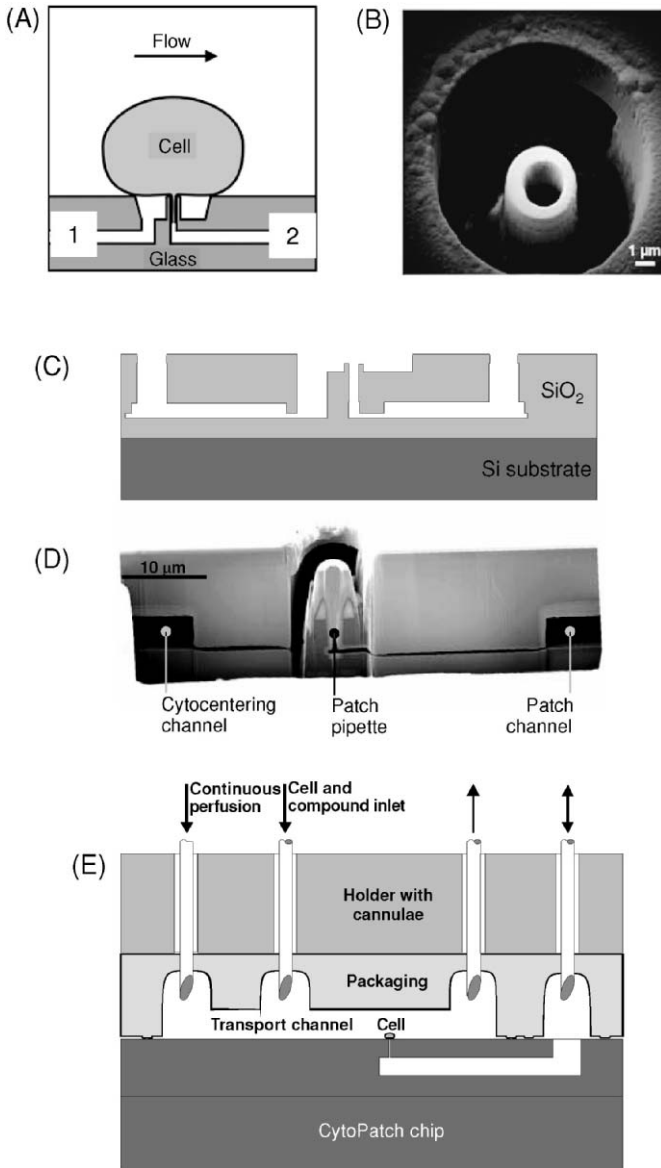 (A)
Flow
Cell
1
2
Glass
(B)
1 μm
(C)
SiO₂
Si substrate
(D)
10 μm
Cytocentering
channel
Patch
pipette
Patch
channel
(E)
Continuous
perfusion
Cell and
compound inlet
Holder with
cannulae
Packaging
Transport channel
Cell
CytoPatch chip